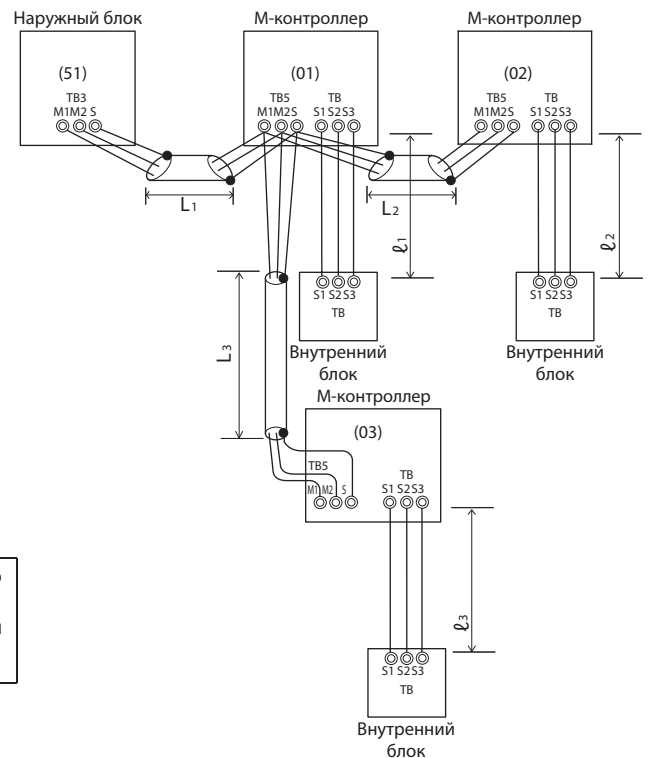 Наружный блок
М-контроллер
М-контроллер
(51)
(01)
(02)
TB3
TB5
TB
TB5
TB
M1M2 S
M1M2S
S1 S2S3
M1M2S
S1 S2S3
L1
L2
ℓ1
ℓ2
S1 S2S3
TB
S1 S2S3
TB
Внутренний
блок
Внутренний
блок
L3
М-контроллер
(03)
TB5
TB
M1 M2 S
S1 S2S3
ℓ3
S1 S2S3
TB
Внутренний
блок